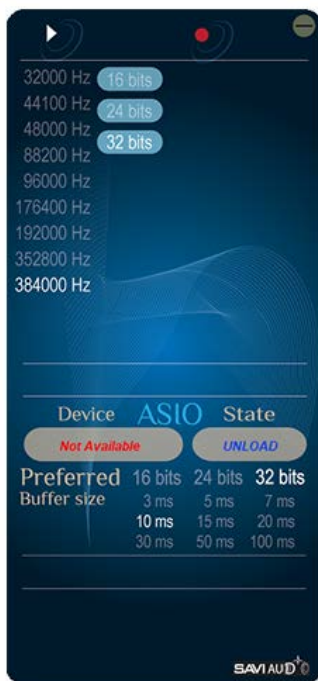 32000 Hz 16 bits
44100 Hz 24 bits
48000 Hz 32 bits
88200 Hz
96000 Hz
176400 Hz
192000 Hz
352800 Hz
384000 Hz
Device ASIO State
Not Available UNLOAD
Preferred 16 bits 24 bits 32 bits
Buffer size 3 ms 5 ms 7 ms
10 ms 15 ms 20 ms
30 ms 50 ms 100 ms
SAVIAUDIO